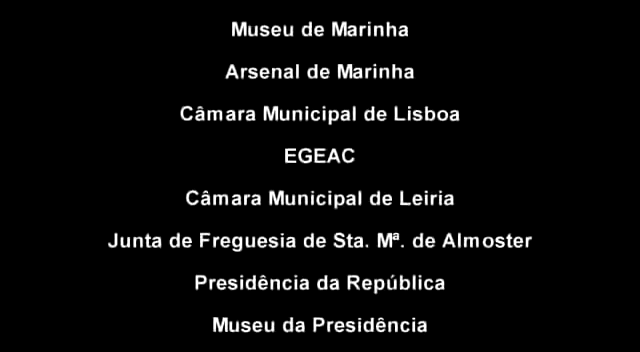 Museu de Marinha
Arsenal de Marinha
Câmara Municipal de Lisboa
EGEAC
Câmara Municipal de Leiria
Junta de Freguesia de Sta. Mª. de Almoster
Presidência da República
Museu da Presidência